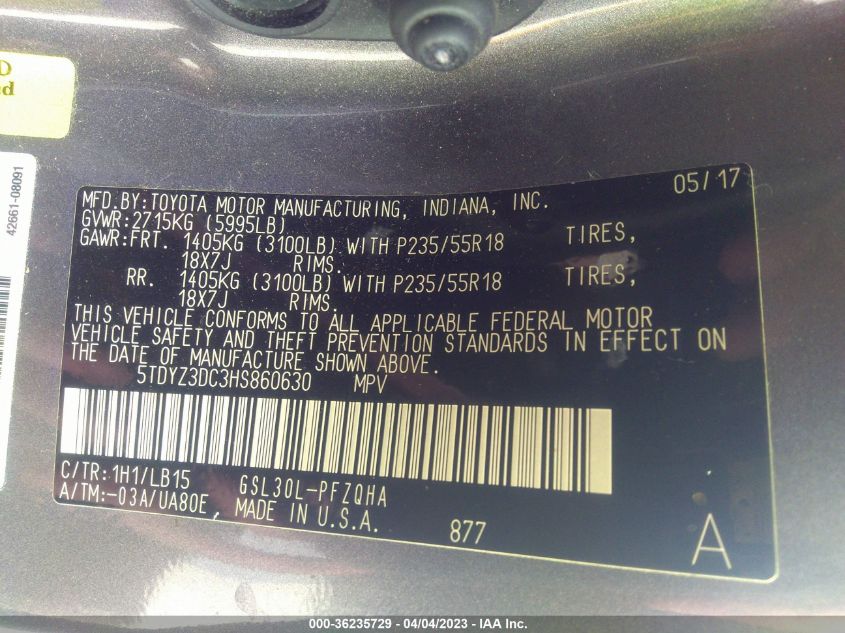 D
d
42661-08091
05/17
MFD.BY:TOYOTA MOTOR MANUFACTURING, INDIANA, INC.
GVWR:2715KG (5995LB)
GAWR:FRT. 1405KG (3100LB) WITH P235/55R18 TIRES,
18X7J RIMS.
RR. 1405KG (3100LB) WITH P235/55R18 TIRES,
18X7J RIMS.
THIS VEHICLE CONFORMS TO ALL APPLICABLE FEDERAL MOTOR
VEHICLE SAFETY AND THEFT PREVENTION STANDARDS IN EFFECT ON
THE DATE OF MANUFACTURE SHOWN ABOVE.
5TDYZ3DC3HS860630 MPV
C/TR:1H1/LB15 GSL30L-PFZQHA
A/TM:-03A/UA80E, MADE IN U.S.A.
877
A
000-36235729 - 04/04/2023 - IAA Inc.